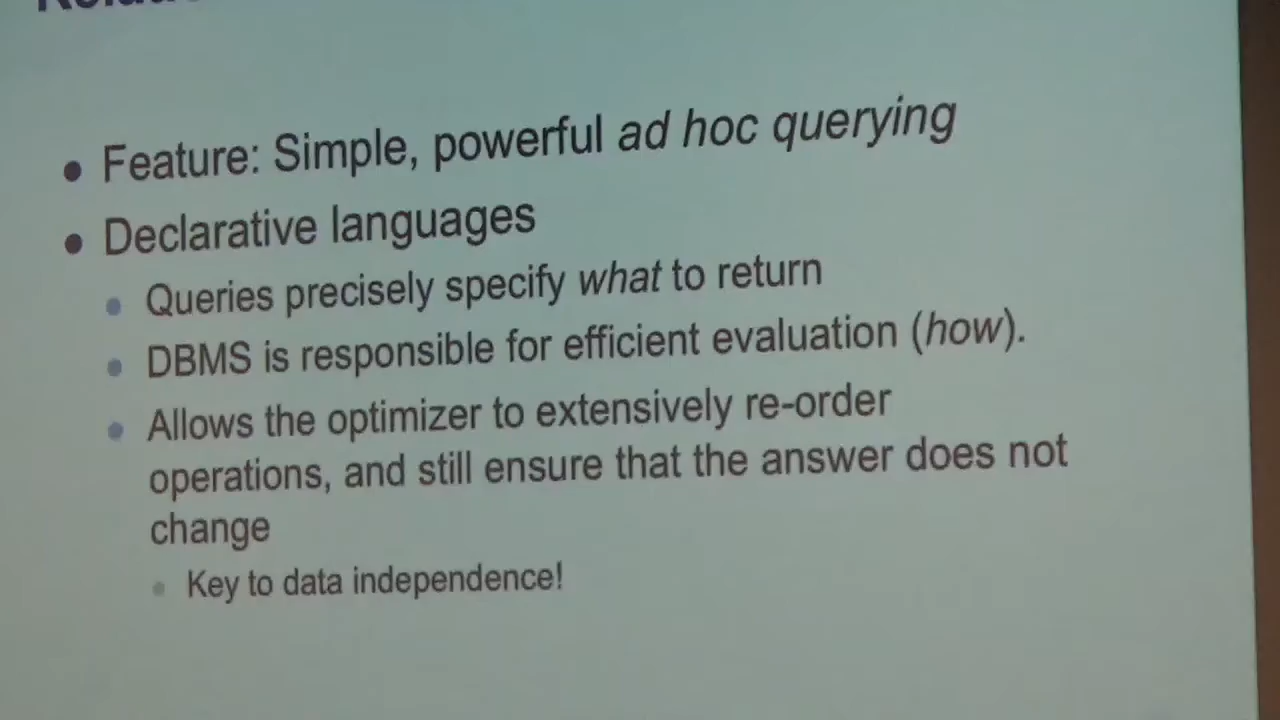 • Feature: Simple, powerful ad hoc querying
• Declarative languages
• Queries precisely specify what to return
• DBMS is responsible for efficient evaluation (how).
• Allows the optimizer to extensively re-order
operations, and still ensure that the answer does not
change
• Key to data independence!